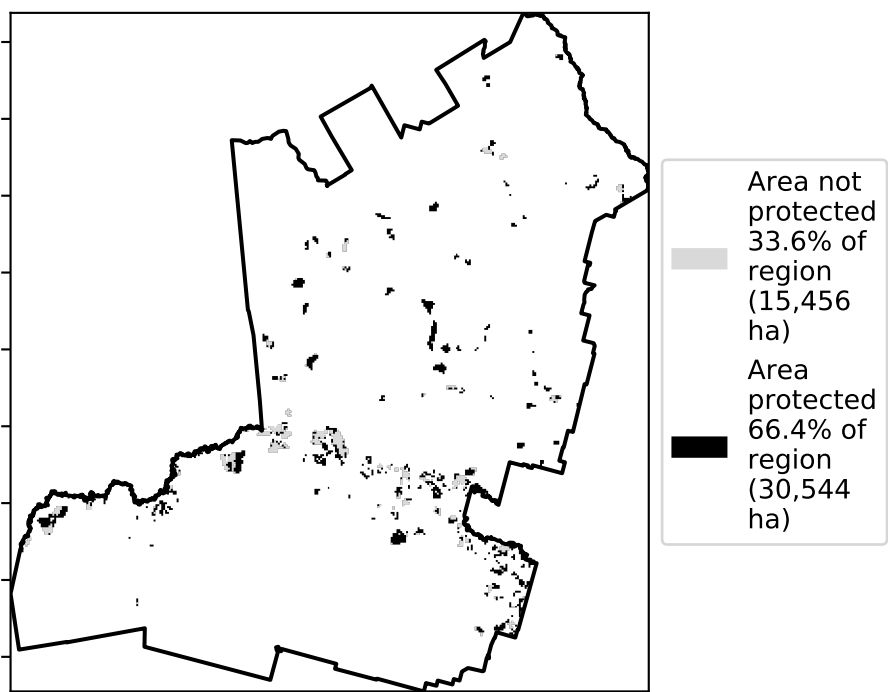 Area not
protected
33.6% of
region
(15,456
ha)
Area
protected
66.4% of
region
(30,544
ha)